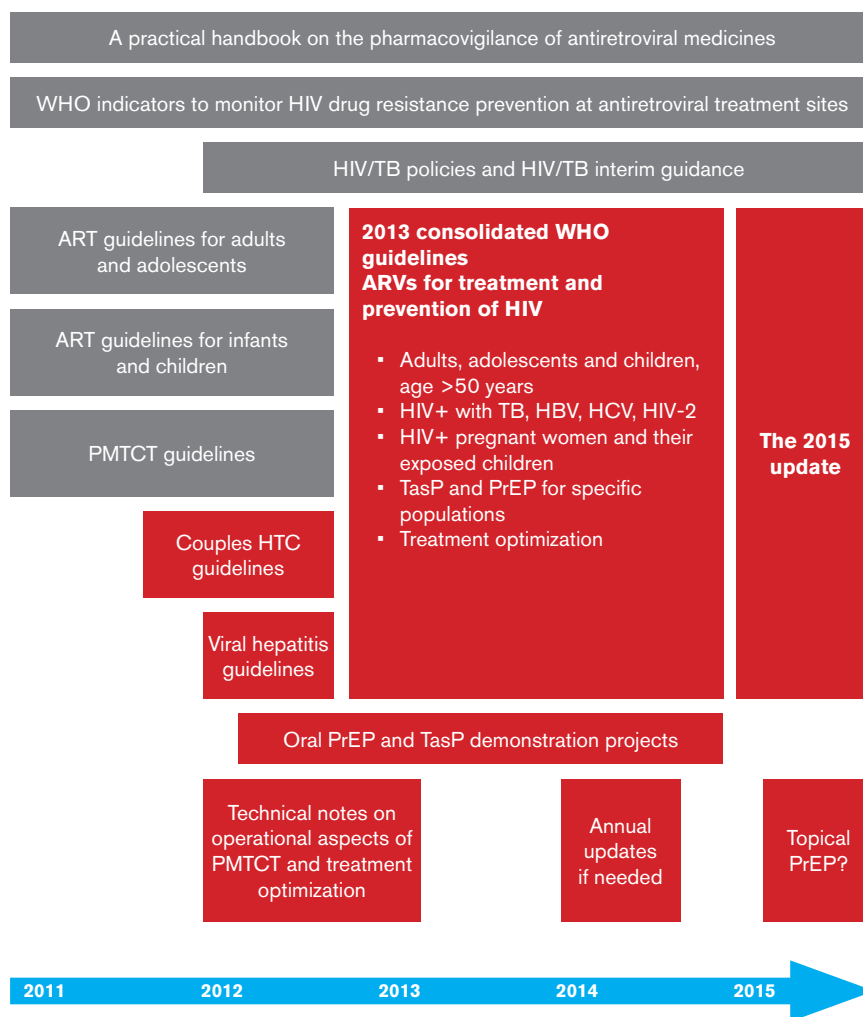 A practical handbook on the pharmacovigilance of antiretroviral medicines
WHO indicators to monitor HIV drug resistance prevention at antiretroviral treatment sites
HIV/TB policies and HIV/TB interim guidance
ART guidelines for adults
and adolescents
ART guidelines for infants
and children
PMTCT guidelines
Couples HTC
guidelines
Viral hepatitis
guidelines
2013 consolidated WHO
guidelines
ARVs for treatment and
prevention of HIV
▪ Adults, adolescents and children,
age >50 years
▪ HIV+ with TB, HBV, HCV, HIV-2
▪ HIV+ pregnant women and their
exposed children
▪ TasP and PrEP for specific
populations
▪ Treatment optimization
The 2015
update
Oral PrEP and TasP demonstration projects
Technical notes on
operational aspects of
PMTCT and treatment
optimization
Annual
updates
if needed
Topical
PrEP?
2011 2012 2013 2014 2015